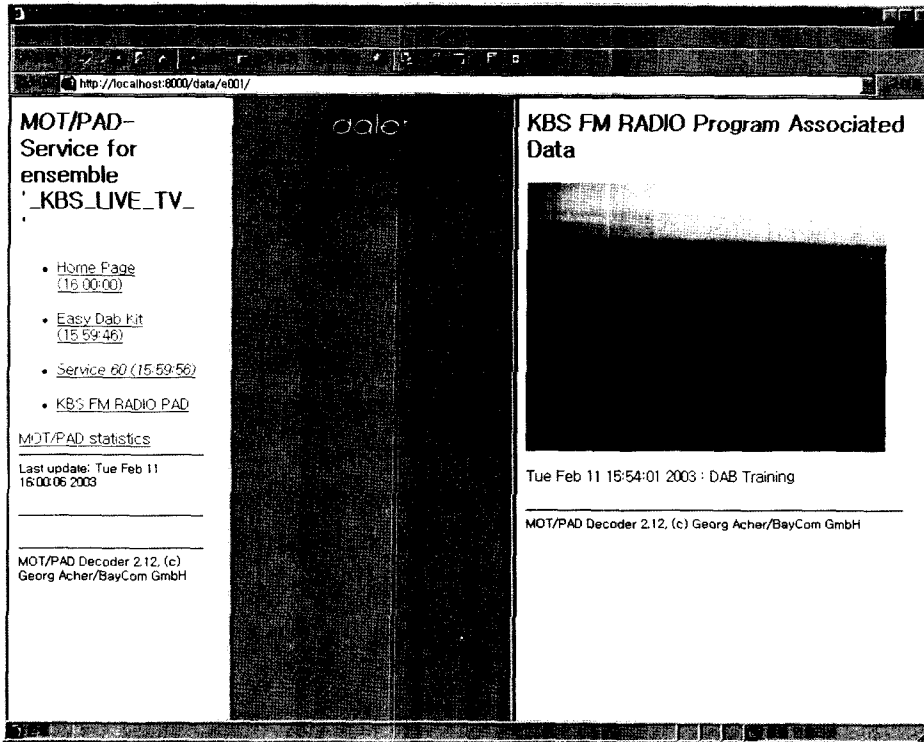 http://localhost:8000/data/e001/
MOT/PAD-
Service for
ensemble
'_KBS_LIVE_TV_
'
• Home Page
(16:00:00)
• Easy Dab Kit
(15:59:46)
• Service 60 (15:59:56)
• KBS FM RADIO PAD
MOT/PAD statistics
Last update: Tue Feb 11
16:00:06 2003
MOT/PAD Decoder 2.12, (c)
Georg Acher/BayCom GmbH
KBS FM RADIO Program Associated
Data
Tue Feb 11 15:54:01 2003 : DAB Training
MOT/PAD Decoder 2.12, (c) Georg Acher/BayCom GmbH